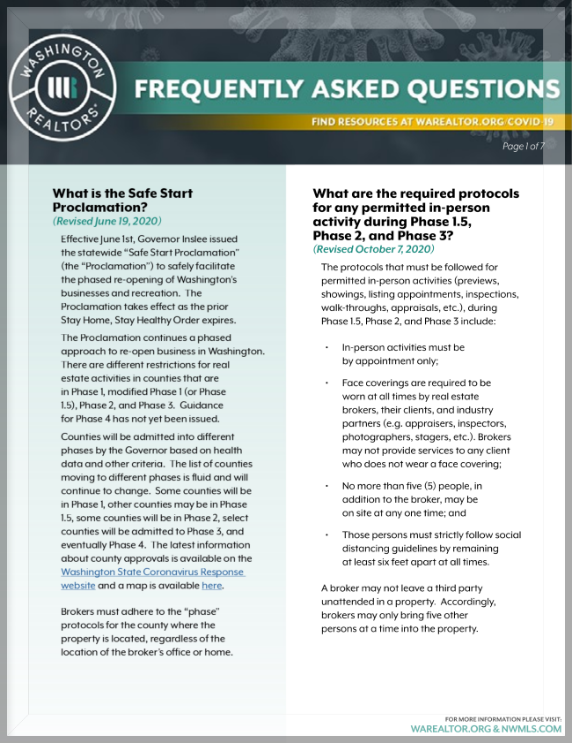 WASHINGTON
REALTORS®
FREQUENTLY ASKED QUESTIONS
FIND RESOURCES AT WAREALTOR.ORG/COVID-19
Page 1 of 7
What is the Safe Start
Proclamation?
(Revised June 19, 2020)
Effective June 1st, Governor Inslee issued
the statewide “Safe Start Proclamation”
(the “Proclamation”) to safely facilitate
the phased re-opening of Washington’s
businesses and recreation. The
Proclamation takes effect as the prior
Stay Home, Stay Healthy Order expires.
The Proclamation continues a phased
approach to re-open business in Washington.
There are different restrictions for real
estate activities in counties that are
in Phase 1, modified Phase 1 (or Phase
1.5), Phase 2, and Phase 3. Guidance
for Phase 4 has not yet been issued.
Counties will be admitted into different
phases by the Governor based on health
data and other criteria. The list of counties
moving to different phases is fluid and will
continue to change. Some counties will be
in Phase 1, other counties may be in Phase
1.5, some counties will be in Phase 2, select
counties will be admitted to Phase 3, and
eventually Phase 4. The latest information
about county approvals is available on the
Washington State Coronavirus Response
website and a map is available here.
Brokers must adhere to the “phase”
protocols for the county where the
property is located, regardless of the
location of the broker’s office or home.
What are the required protocols
for any permitted in-person
activity during Phase 1.5,
Phase 2, and Phase 3?
(Revised October 7, 2020)
The protocols that must be followed for
permitted in-person activities (previews,
showings, listing appointments, inspections,
walk-throughs, appraisals, etc.), during
Phase 1.5, Phase 2, and Phase 3 include:
• In-person activities must be
by appointment only;
• Face coverings are required to be
worn at all times by real estate
brokers, their clients, and industry
partners (e.g. appraisers, inspectors,
photographers, stagers, etc.). Brokers
may not provide services to any client
who does not wear a face covering;
• No more than five (5) people, in
addition to the broker, may be
on site at any one time; and
• Those persons must strictly follow social
distancing guidelines by remaining
at least six feet apart at all times.
A broker may not leave a third party
unattended in a property. Accordingly,
brokers may only bring five other
persons at a time into the property.
FOR MORE INFORMATION PLEASE VISIT:
WAREALTOR.ORG & NWMLS.COM